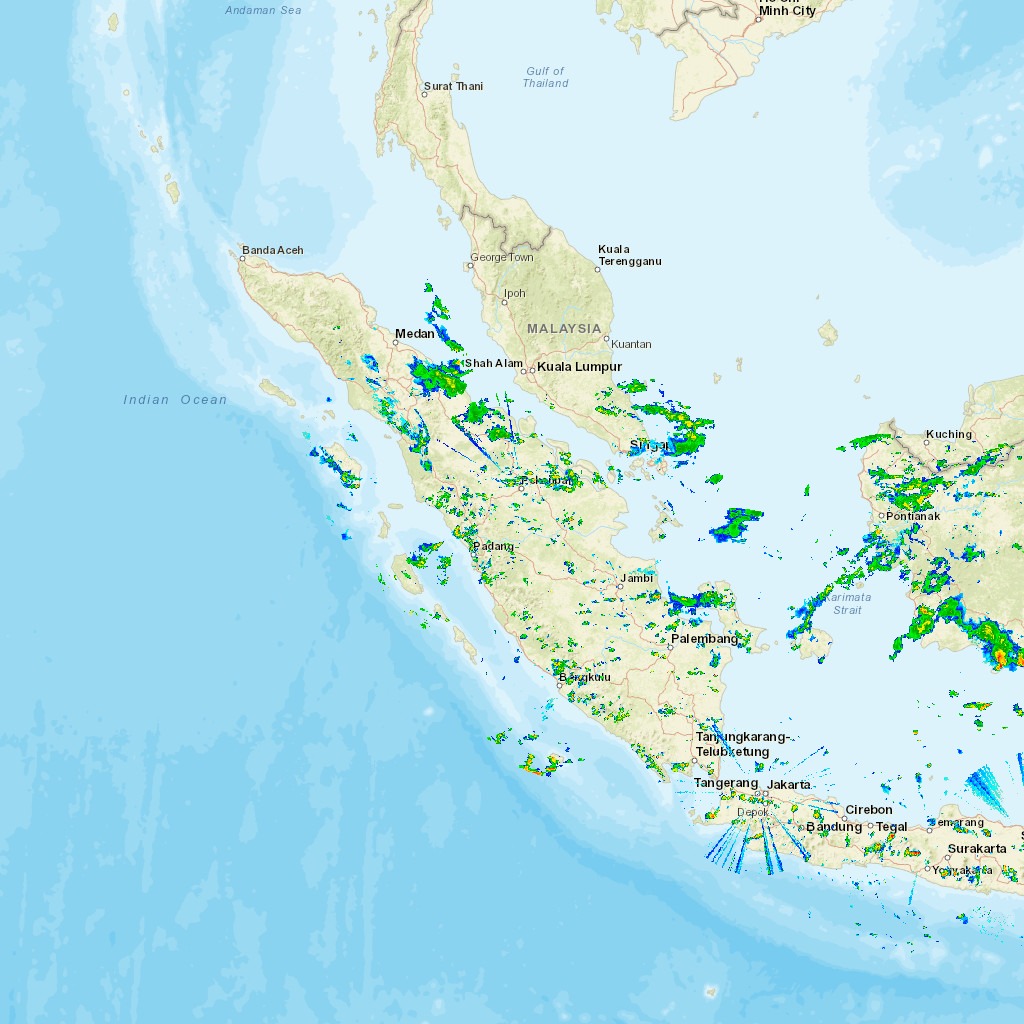 Andaman Sea
Minh City
Gulf of
Thailand
Surat Thani
Banda Aceh
Kuala
Terengganu
George Town
Ipoh
MALAYSIA
Medan
Kuantan
Shah Alam
Kuala Lumpur
Indian Ocean
Kuching
Pontianak
Padang
Jambi
Karimata
Strait
Palembang
Bengkulu
Tanjungkarang-
Telukbetung
Tangerang
Jakarta
Depok
Cirebon
Bandung
Tegal
Surakarta